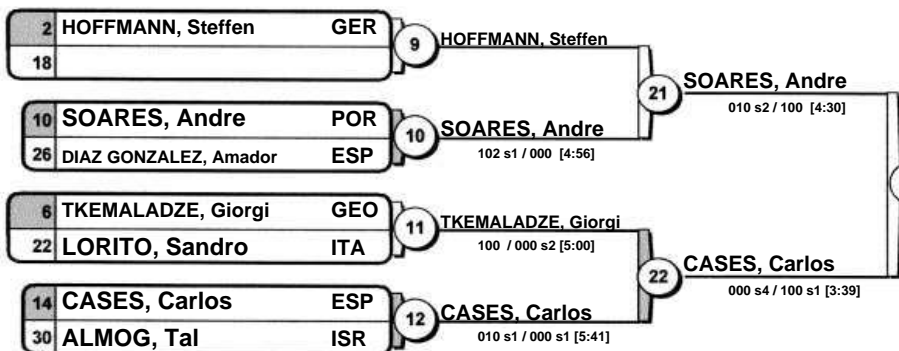 2 HOFFMANN, Steffen GER
18
9
HOFFMANN, Steffen
10 SOARES, Andre POR
26 DIAZ GONZALEZ, Amador ESP
10
SOARES, Andre
102 s1 / 000 [4:56]
21
SOARES, Andre
010 s2 / 100 [4:30]
6 TKEMALADZE, Giorgi GEO
22 LORITO, Sandro ITA
11
TKEMALADZE, Giorgi
100 / 000 s2 [5:00]
14 CASES, Carlos ESP
30 ALMOG, Tal ISR
12
CASES, Carlos
010 s1 / 000 s1 [5:41]
22
CASES, Carlos
000 s4 / 100 s1 [3:39]